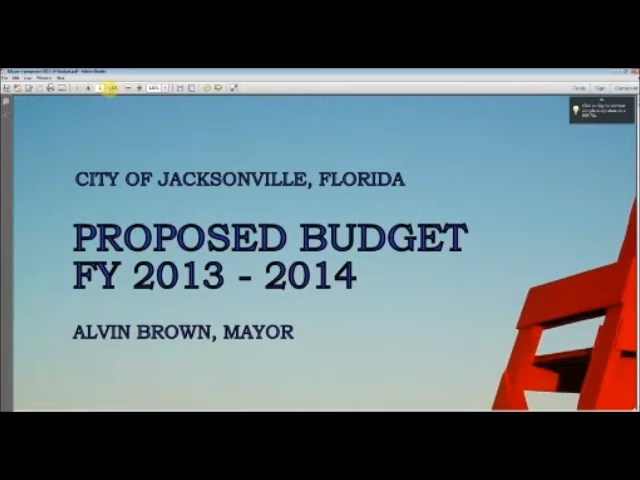 CITY OF JACKSONVILLE, FLORIDA
PROPOSED BUDGET
FY 2013 - 2014
ALVIN BROWN, MAYOR